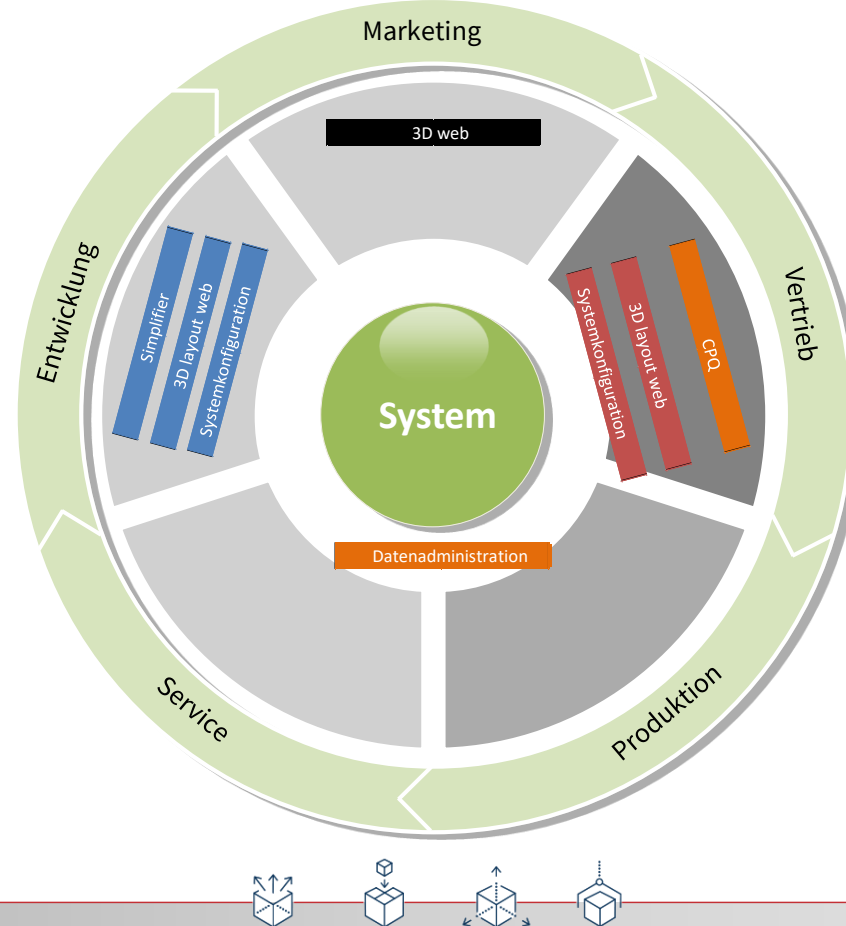 Marketing
3D web
Entwicklung
Simplifier
3D layout web
Systemkonfiguration
Systemkonfiguration
3D layout web
CPQ
Vertrieb
System
Datenadministration
Service
Produktion